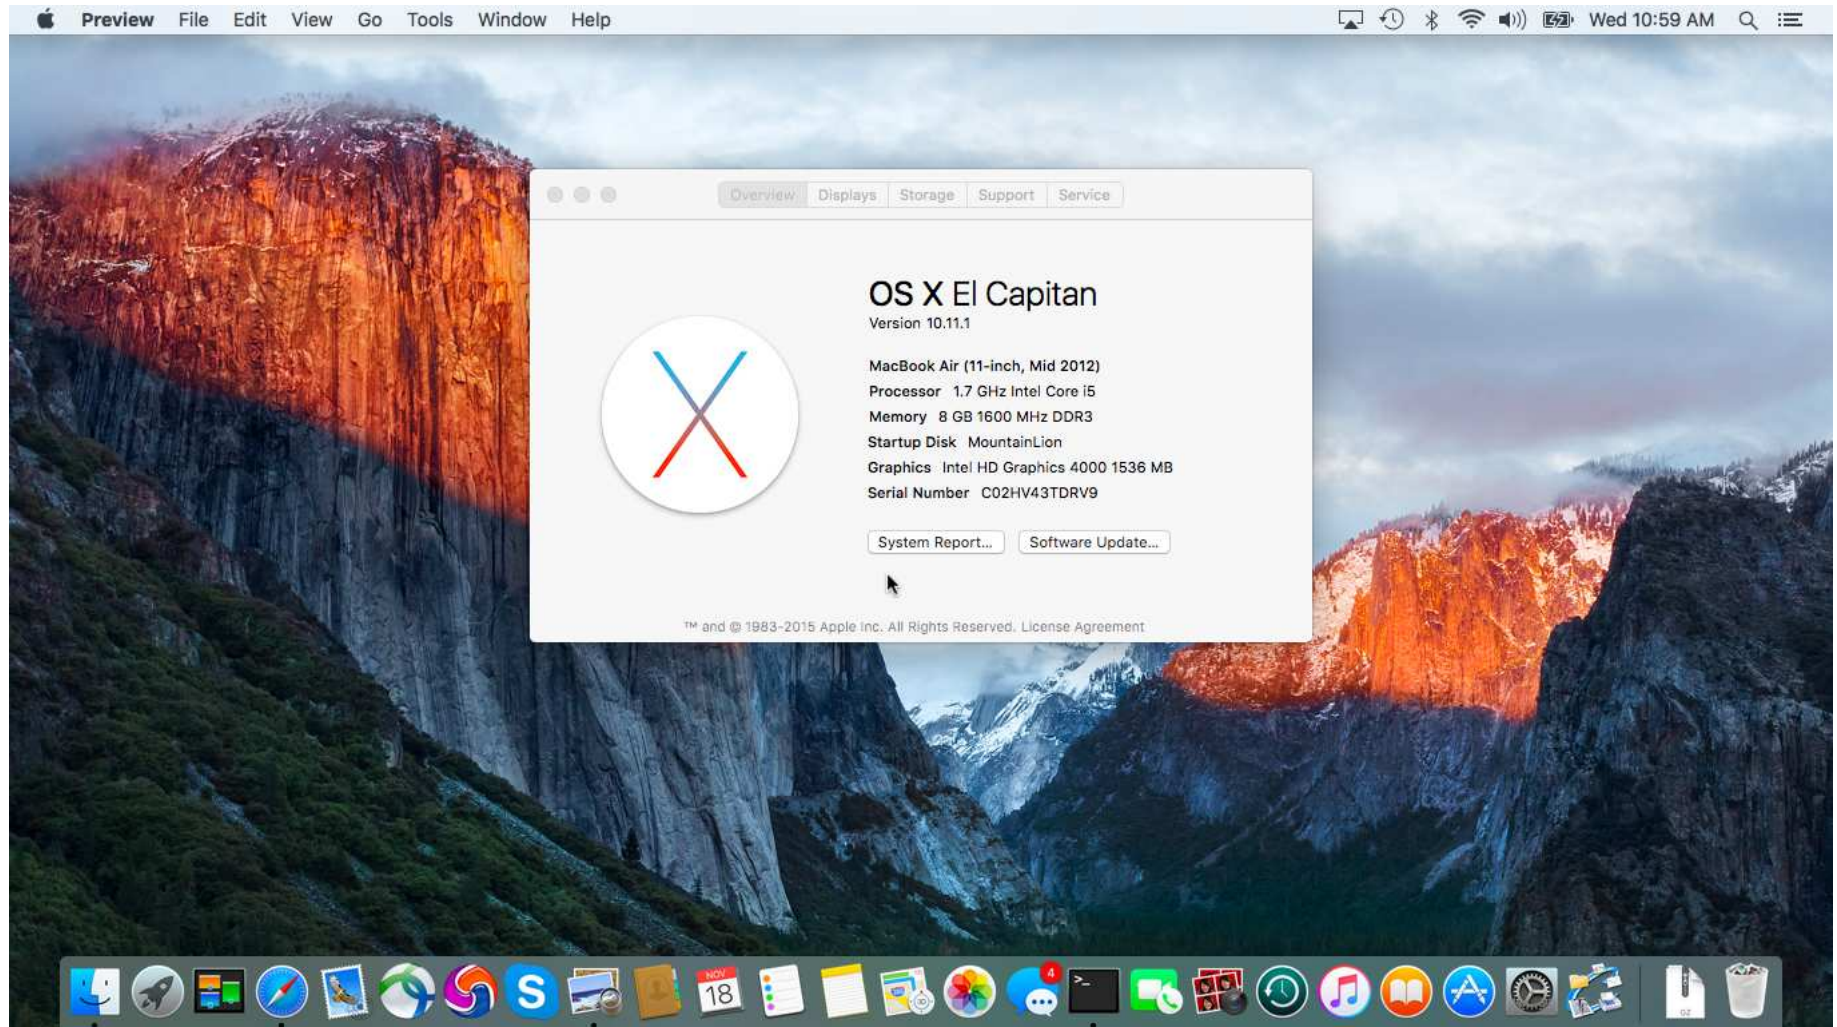 Preview File Edit View Go Tools Window Help Wed 10:59 AM
Overview Displays Storage Support Service
OS X El Capitan
Version 10.11.1
MacBook Air (11-inch, Mid 2012)
Processor 1.7 GHz Intel Core i5
Memory 8 GB 1600 MHz DDR3
Startup Disk MountainLion
Graphics Intel HD Graphics 4000 1536 MB
Serial Number C02HV43TDRV9
System Report... Software Update...
™ and © 1983-2015 Apple Inc. All Rights Reserved. License Agreement
S
NOV
18
4
>_
GZ